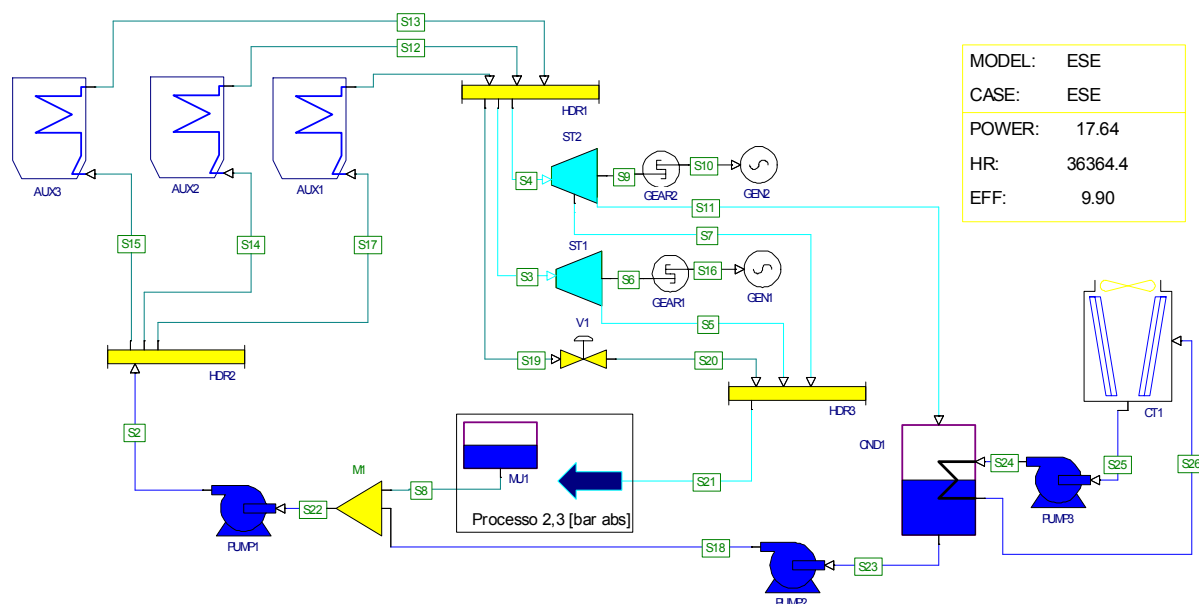 S13
S12
MODEL: ESE
CASE: ESE
POWER: 17.64
HR: 36364.4
EFF: 9.90
HDR1
ST2
AUX3
AUX2
AUX1
S4
S9
GEAR2
S10
GEN2
S11
S7
S15
S14
S17
ST1
S3
S6
GEAR1
S16
GEN1
V1
S5
S19
S20
HDR2
HDR3
CT1
S2
CND1
M1
MU1
S24
S25
S26
S8
S21
PUMP3
Processo 2,3 [bar abs]
S22
PUMP1
S18
PUMP2
S23